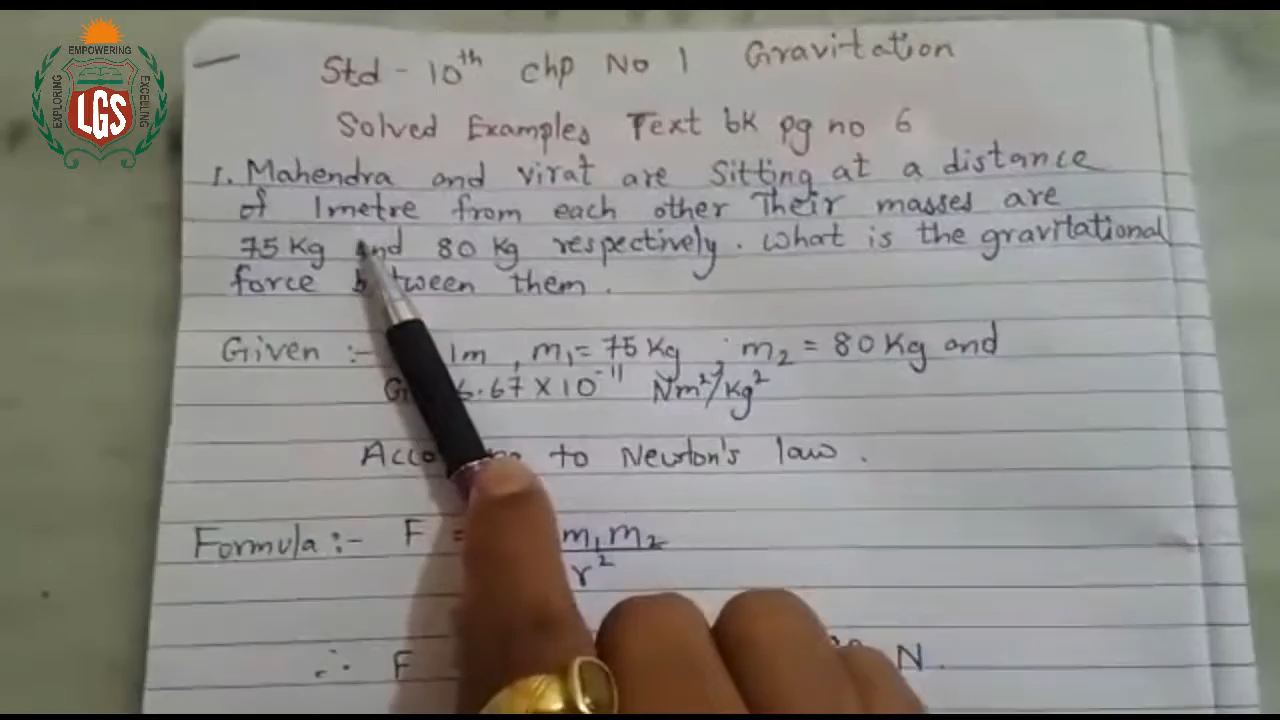 EMPOWERING
EXPLORING
EXCELLING
LGS
Std - 10th chp No 1 Gravitation
Solved Examples Text bk pg no 6
1. Mahendra and virat are Sitting at a distance
of 1metre from each other Their masses are
75 Kg and 80 Kg respectively. What is the gravitational
force between them.
Given :- 1m, m₁ = 75 Kg, m₂ = 80 Kg and
6.67 × 10⁻¹¹ Nm²/Kg²
to Newton's law.
Formula :- F = m₁m₂
r²
∴ F N.